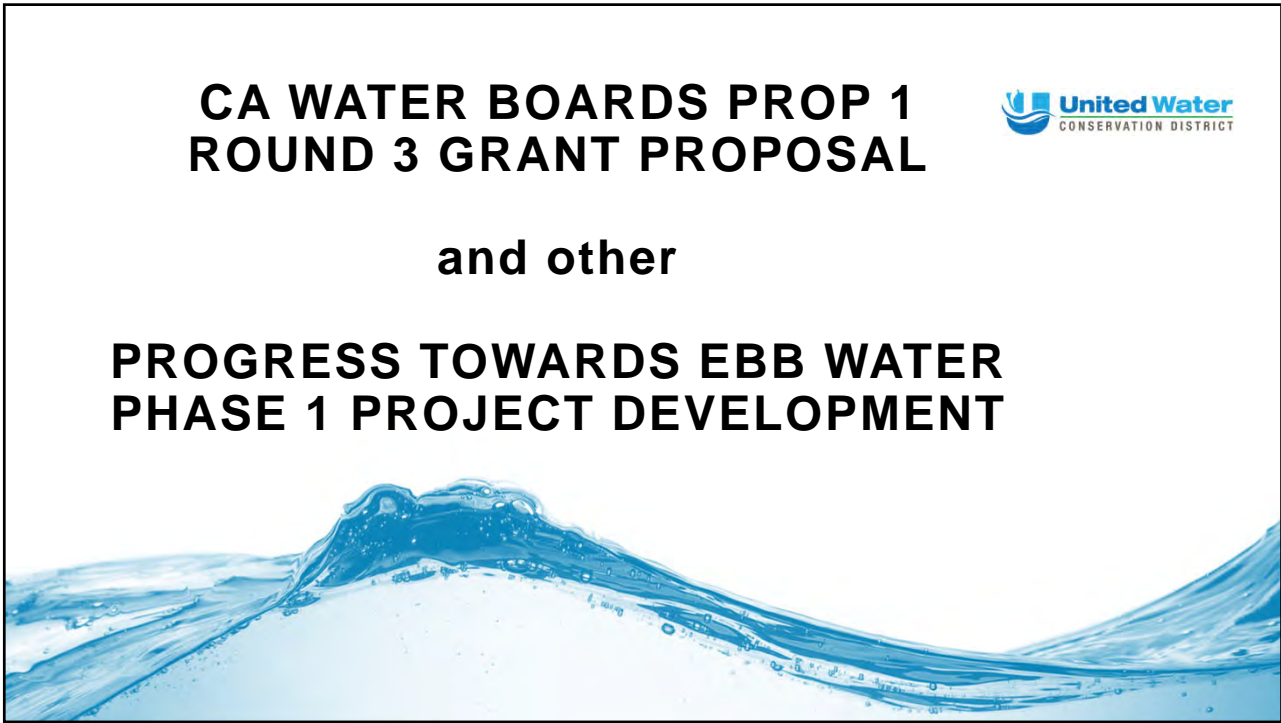 CA WATER BOARDS PROP 1
ROUND 3 GRANT PROPOSAL
United Water
CONSERVATION DISTRICT
and other
PROGRESS TOWARDS EBB WATER
PHASE 1 PROJECT DEVELOPMENT